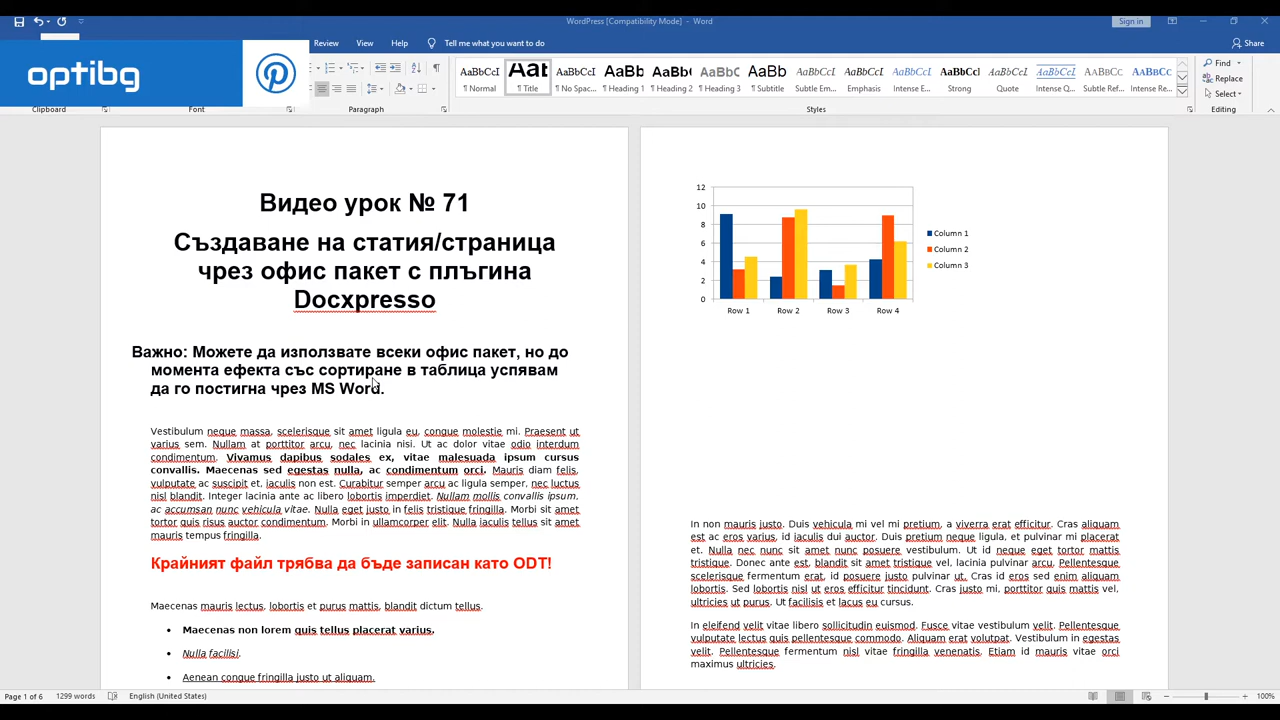 WordPress [Compatibility Mode] - Word
Sign in
optibg
Review View Help Tell me what you want to do
Share
AaBbCcI AaBl AaBbCcI AaBbC AaBbCc AaBbCc AaBb AaBbCcI AaBbCcI AaBbCcI AaBbCcI AaBbCcI AaBbCcI AaBbCc AaBbCc
¶ Normal ¶ Title ¶ No Spac... ¶ Heading 1 ¶ Heading 2 ¶ Heading 3 ¶ Subtitle Subtle Em... Emphasis Intense E... Strong Quote Intense Q... Subtle Ref... Intense Re...
Find
Replace
Select
Clipboard Font Paragraph Styles Editing
Видео урок № 71
Създаване на статия/страница
чрез офис пакет с плъгина
Docxpresso
Важно: Можете да използвате всеки офис пакет, но до
момента ефекта със сортиране в таблица успявам
да го постигна чрез MS Word.
Vestibulum neque massa, scelerisque sit amet ligula eu, congue molestie mi. Praesent ut
varius sem. Nullam at porttitor arcu, nec lacinia nisi. Ut ac dolor vitae odio interdum
condimentum. Vivamus dapibus sodales ex, vitae malesuada ipsum cursus
convallis. Maecenas sed egestas nulla, ac condimentum orci. Mauris diam felis,
vulputate ac suscipit et, iaculis non est. Curabitur semper arcu ac ligula semper, nec luctus
nisl blandit. Integer lacinia ante ac libero lobortis imperdiet. Nullam mollis convallis ipsum,
ac accumsan nunc vehicula vitae. Nulla eget justo in felis tristique fringilla. Morbi sit amet
tortor quis risus auctor condimentum. Morbi in ullamcorper elit. Nulla iaculis tellus sit amet
mauris tempus fringilla.
Крайният файл трябва да бъде записан като ODT!
Maecenas mauris lectus, lobortis et purus mattis, blandit dictum tellus.
• Maecenas non lorem quis tellus placerat varius.
• Nulla facilisi.
• Aenean congue fringilla justo ut aliquam.
12
10
8
6
4
2
0
Row 1 Row 2 Row 3 Row 4
Column 1
Column 2
Column 3
In non mauris justo. Duis vehicula mi vel mi pretium, a viverra erat efficitur. Cras aliquam
est ac eros varius, id iaculis dui auctor. Duis pretium neque ligula, et pulvinar mi placerat
et. Nulla nec nunc sit amet nunc posuere vestibulum. Ut id neque eget tortor mattis
tristique. Donec ante est, blandit sit amet tristique vel, lacinia pulvinar arcu. Pellentesque
scelerisque fermentum erat, id posuere justo pulvinar ut. Cras id eros sed enim aliquam
lobortis. Sed lobortis nisl ut eros efficitur tincidunt. Cras justo mi, porttitor quis mattis vel,
ultricies ut purus. Ut facilisis et lacus eu cursus.
In eleifend velit vitae libero sollicitudin euismod. Fusce vitae vestibulum velit. Pellentesque
vulputate lectus quis pellentesque commodo. Aliquam erat volutpat. Vestibulum in egestas
velit. Pellentesque fermentum nisl vitae fringilla venenatis. Etiam id mauris vitae orci
maximus ultricies.
Page 1 of 6 1299 words English (United States) 100%